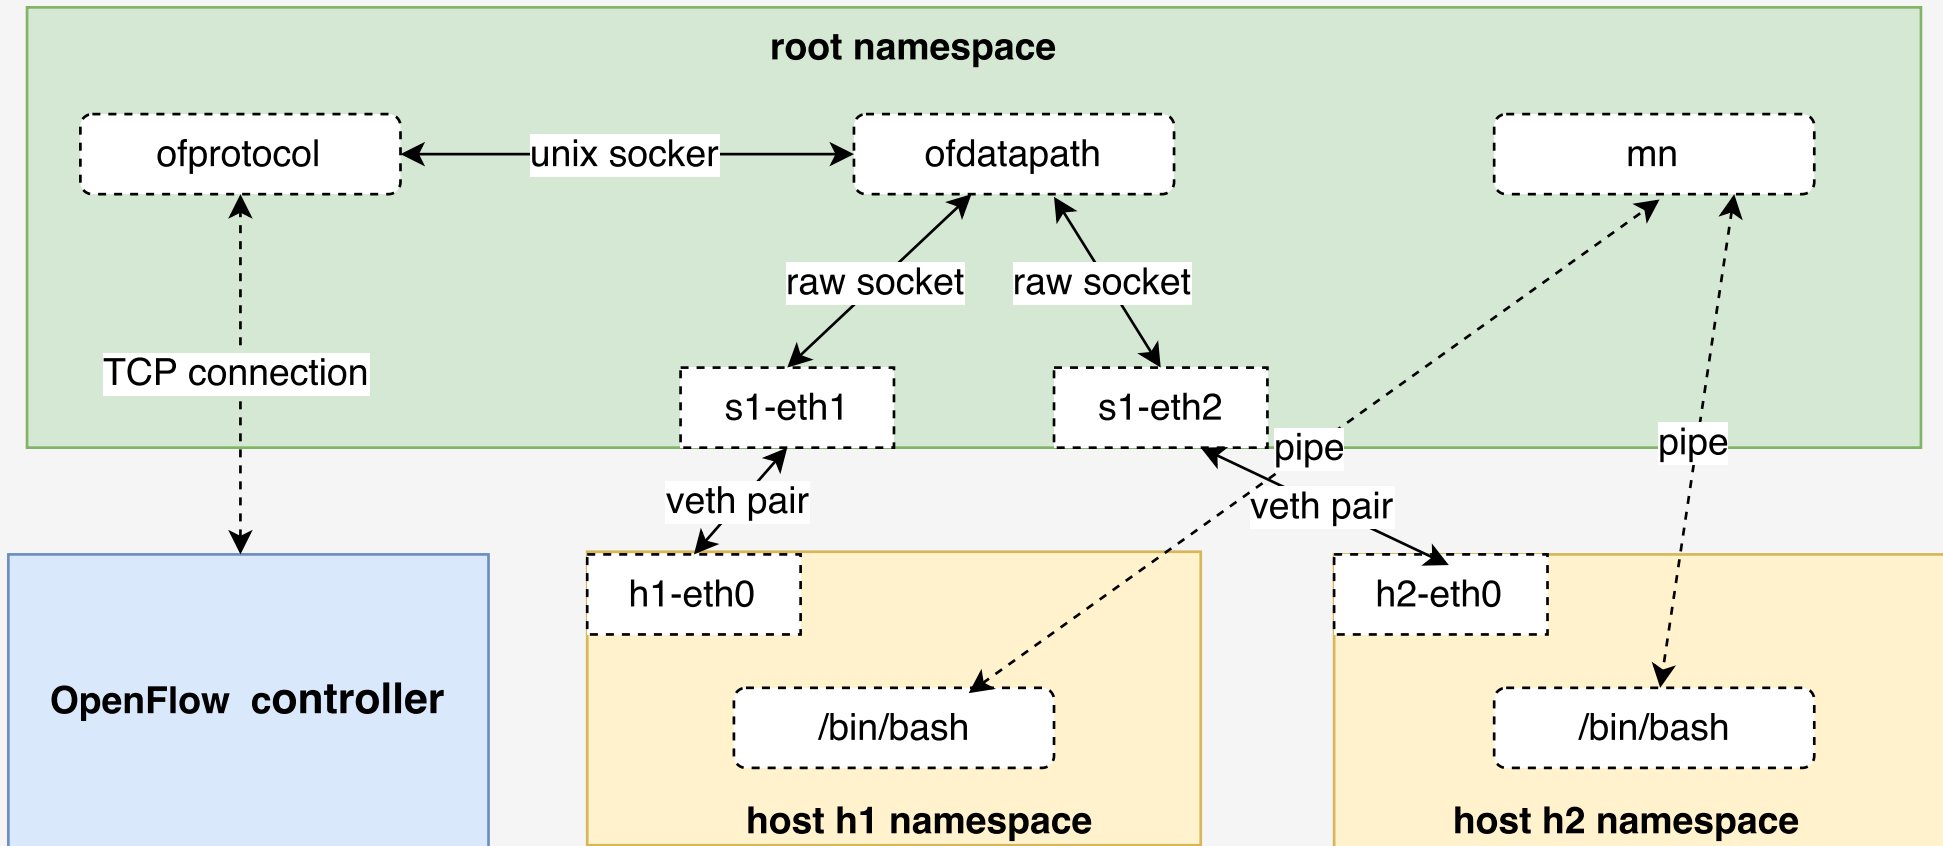 root namespace
ofprotocol
unix socker
ofdatapath
mn
raw socket
raw socket
TCP connection
s1-eth1
s1-eth2
pipe
pipe
veth pair
veth pair
h1-eth0
h2-eth0
OpenFlow controller
/bin/bash
/bin/bash
host h1 namespace
host h2 namespace